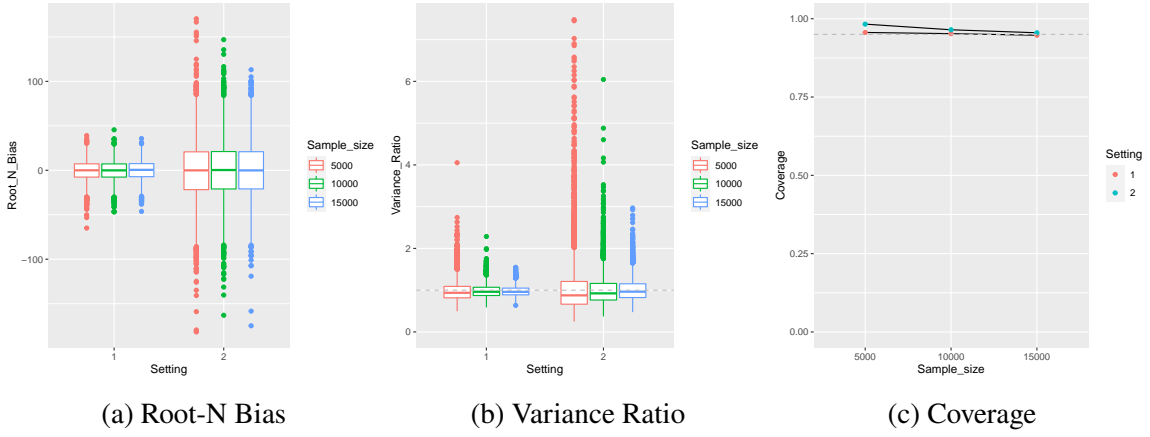 Root_N_Bias
100
0
−100
1
2
Setting
Sample_size
5000
10000
15000
(a) Root-N Bias
Variance_Ratio
6
4
2
0
1
2
Setting
Sample_size
5000
10000
15000
(b) Variance Ratio
Coverage
1.00
0.75
0.50
0.25
0.00
5000
10000
15000
Sample_size
Setting
1
2
(c) Coverage